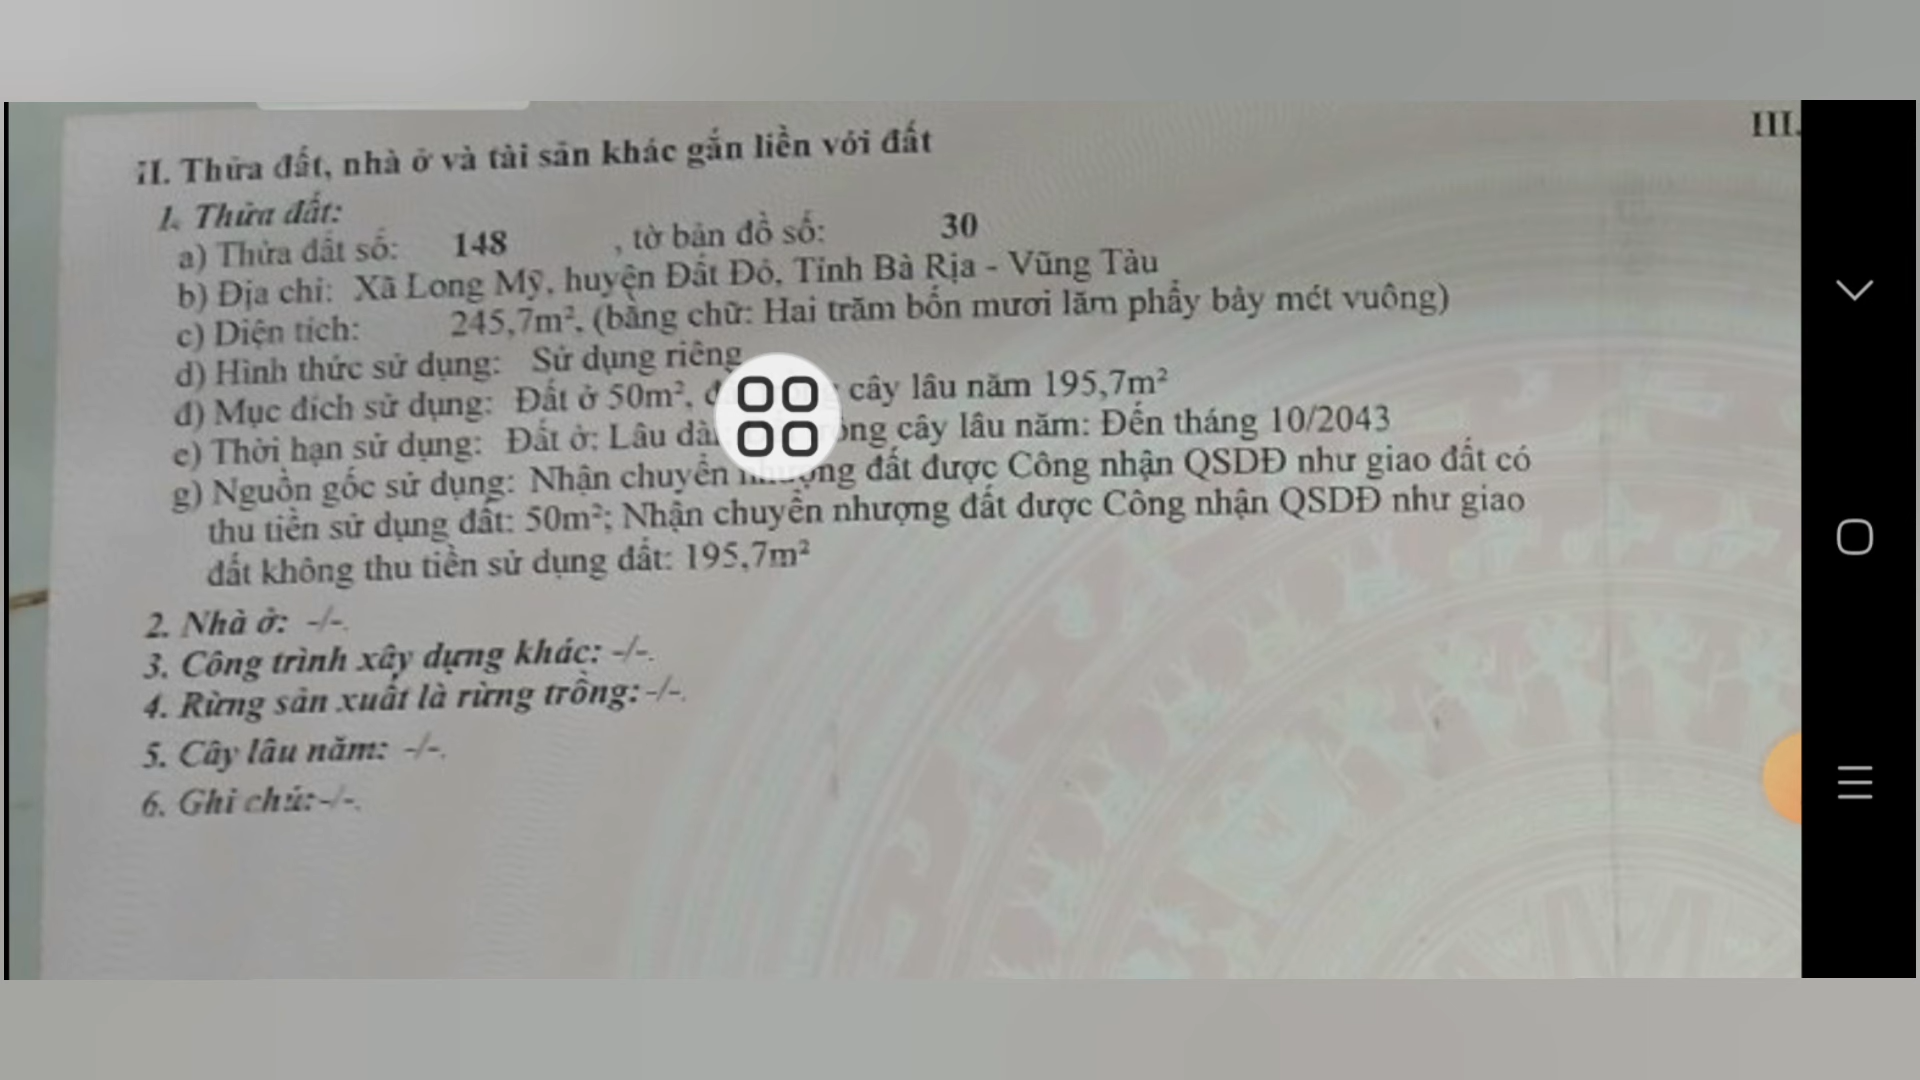 II. Thửa đất, nhà ở và tài sản khác gắn liền với đất
III.
1. Thửa đất:
a) Thửa đất số: 148 , tờ bản đồ số: 30
b) Địa chỉ: Xã Long Mỹ, huyện Đất Đỏ, Tỉnh Bà Rịa - Vũng Tàu
c) Diện tích: 245,7m², (bằng chữ: Hai trăm bốn mươi lăm phẩy bảy mét vuông)
d) Hình thức sử dụng: Sử dụng riêng
đ) Mục đích sử dụng: Đất ở 50m², cây lâu năm 195,7m²
e) Thời hạn sử dụng: Đất ở: Lâu dài cây lâu năm: Đến tháng 10/2043
g) Nguồn gốc sử dụng: Nhận chuyển nhượng đất được Công nhận QSDĐ như giao đất có
thu tiền sử dụng đất: 50m²; Nhận chuyển nhượng đất được Công nhận QSDĐ như giao
đất không thu tiền sử dụng đất: 195,7m²
2. Nhà ở: -/-.
3. Công trình xây dựng khác: -/-.
4. Rừng sản xuất là rừng trồng: -/-.
5. Cây lâu năm: -/-.
6. Ghi chú: -/-.